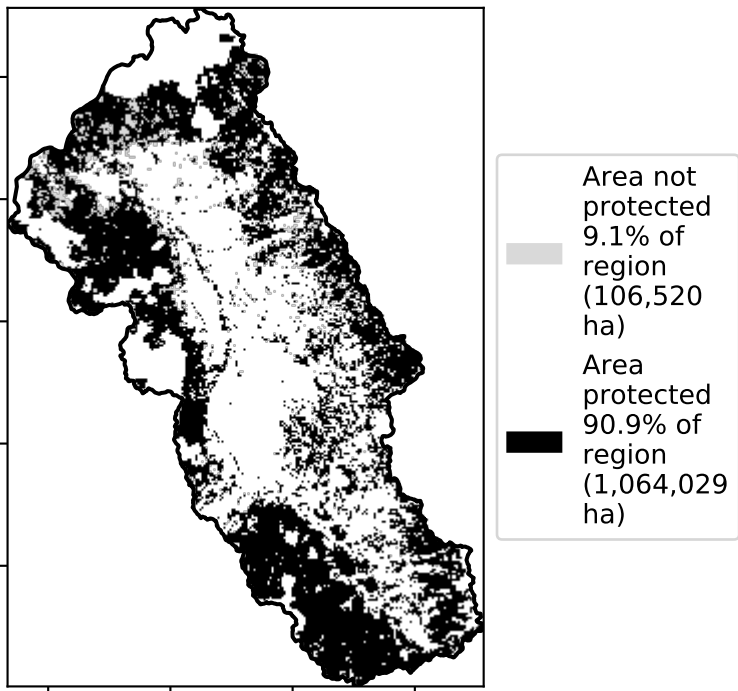 Area not
protected
9.1% of
region
(106,520
ha)
Area
protected
90.9% of
region
(1,064,029
ha)